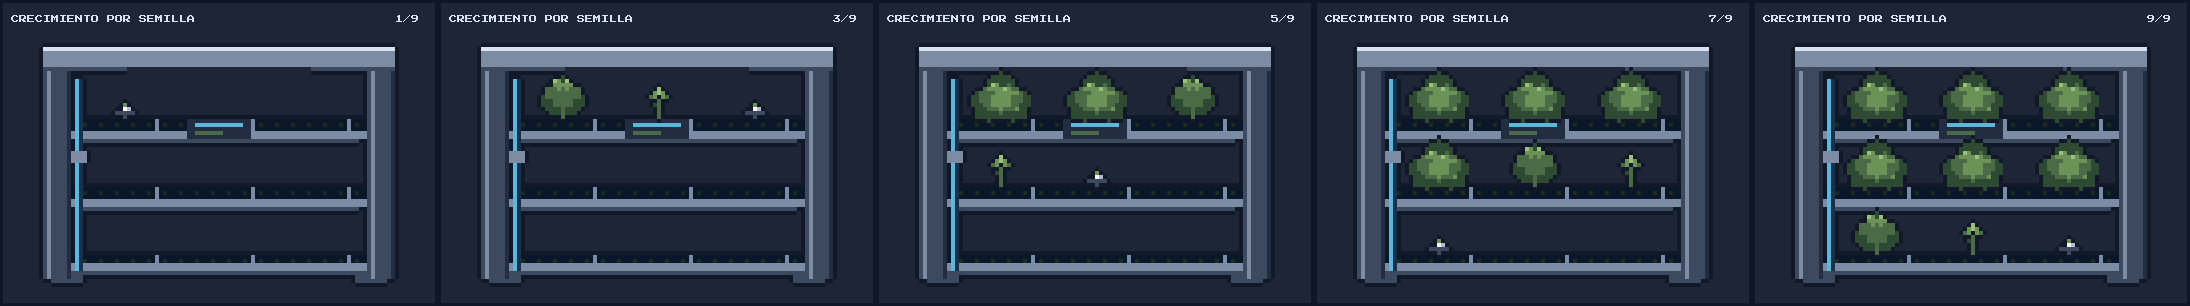 CRECIMIENTO POR SEMILLA 1/9
CRECIMIENTO POR SEMILLA 3/9
CRECIMIENTO POR SEMILLA 5/9
CRECIMIENTO POR SEMILLA 7/9
CRECIMIENTO POR SEMILLA 9/9